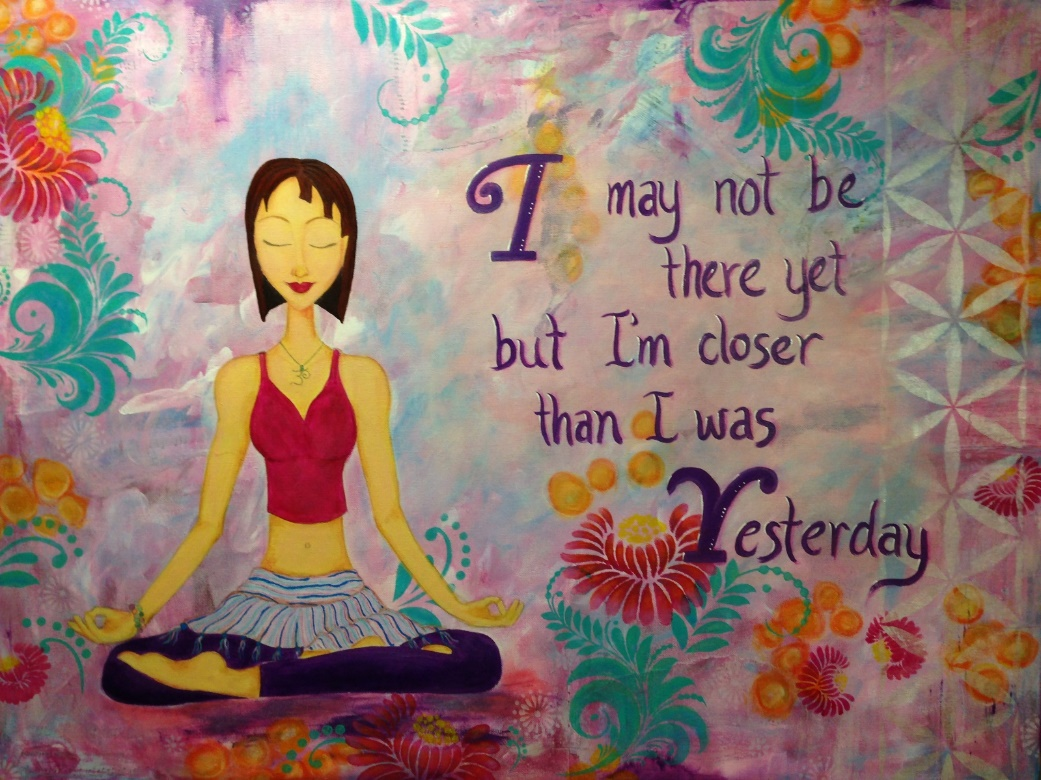 I may not be
there yet
but I'm closer
than I was
Yesterday